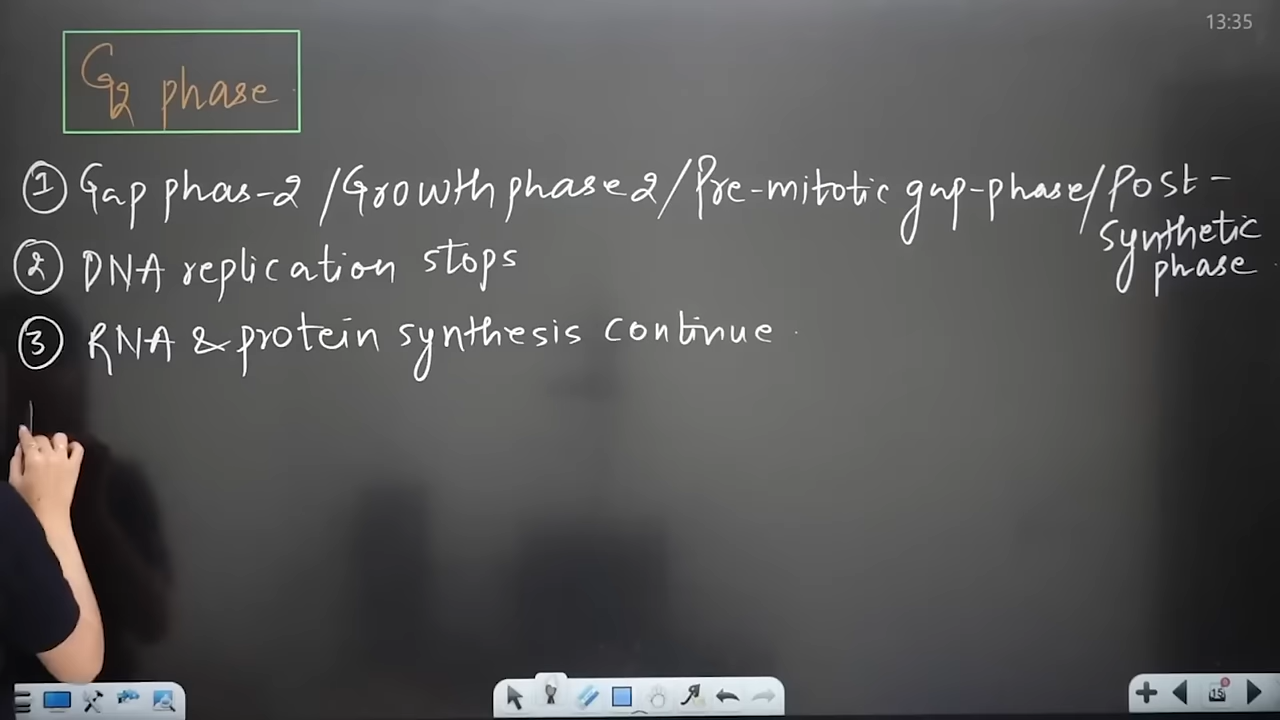 13:35
G2 phase
① Gap phas-2 /Growth phase 2/Pre-mitotic gap-phase/Post-
synthetic
phase
② DNA replication stops
③ RNA & protein synthesis continue
15